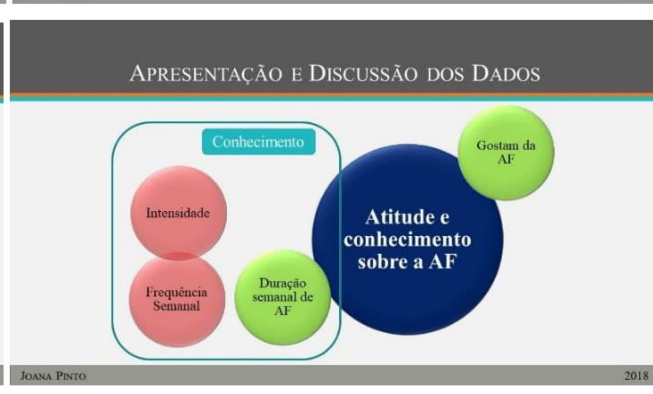 APRESENTAÇÃO E DISCUSSÃO DOS DADOS
Conhecimento
Intensidade
Frequência
Semanal
Duração
semanal de
AF
Atitude e
conhecimento
sobre a AF
Gostam da
AF
JOANA PINTO
2018